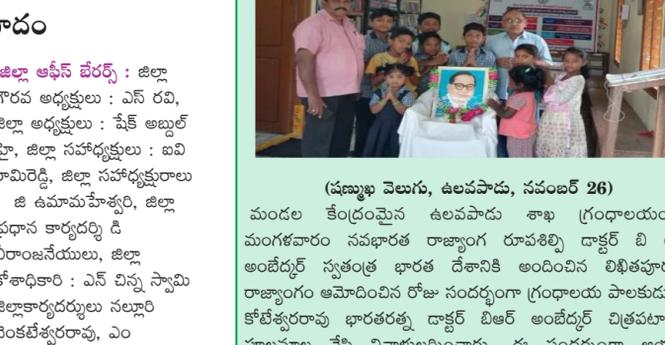 జిల్లా ఆఫీస్ బేరర్స్ : జిల్లా
గౌరవ అధ్యక్షులు : ఎస్ రవి,
జిల్లా అధ్యక్షులు : షేక్ అబ్దుల్
జిల్లా సహాధ్యక్షులు : ఐవి
జిల్లా సహాధ్యక్షురాలు
జి ఉమామహేశ్వరి, జిల్లా
ప్రధాన కార్యదర్శి డి
వీరాంజనేయులు, జిల్లా
కోశాధికారి : ఎన్ చిన్న స్వామి
జిల్లాకార్యదర్శులు నల్లూరి
వెంకటేశ్వరరావు, ఎం
(షణ్ముఖ వెలుగు, ఉలవపాడు, నవంబర్ 26)
మండల కేంద్రమైన ఉలవపాడు శాఖ గ్రంధాలయం
మంగళవారం నవభారత రాజ్యాంగ రూపశిల్పి డాక్టర్ బి
అంబేద్కర్ స్వతంత్ర భారత దేశానికి అందించిన
రాజ్యాంగం ఆమోదించిన రోజు సందర్భంగా గ్రంధాలయ పాలకుడు
కోటేశ్వరరావు భారతరత్న డాక్టర్ బిఆర్ అంబేద్కర్